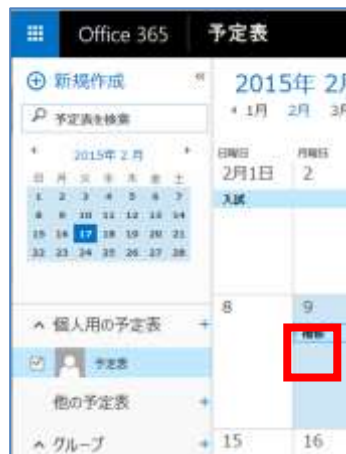 Office 365 予定表
新規作成 «
予定表を検索
2015年 2月
日 月 火 水 木 金 土
1 2 3 4 5 6 7
8 9 10 11 12 13 14
15 16 17 18 19 20 21
22 23 24 25 26 27 28
個人用の予定表 +
予定表
他の予定表 +
グループ +
2015年 2月
1月 2月 3月
日曜日 月曜日
2月1日 2
入試
8 9
15 16